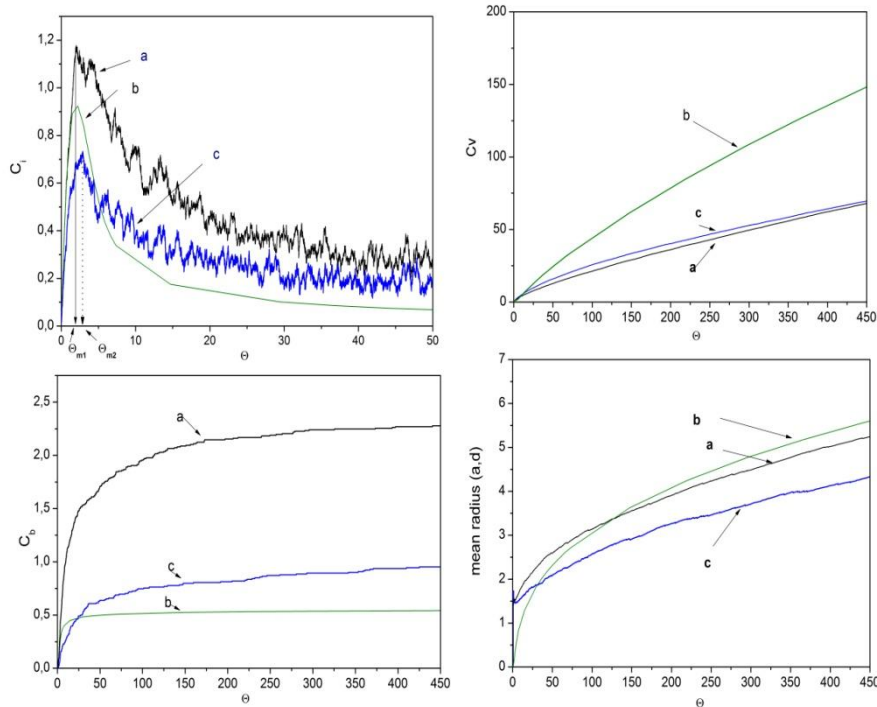 1,2
1,0
0,8
0,6
0,4
0,2
0,0
C_i
a
b
c
0
10
20
30
40
50
Θ_m1
Θ_m2
Θ
200
150
100
50
0
Cv
b
c
a
0 50 100 150 200 250 300 350 400 450
Θ
2,5
2,0
1,5
1,0
0,5
0,0
C_b
a
c
b
0 50 100 150 200 250 300 350 400 450
Θ
7
6
5
4
3
2
1
0
mean radius (a,d)
b
a
c
0 50 100 150 200 250 300 350 400 450
Θ